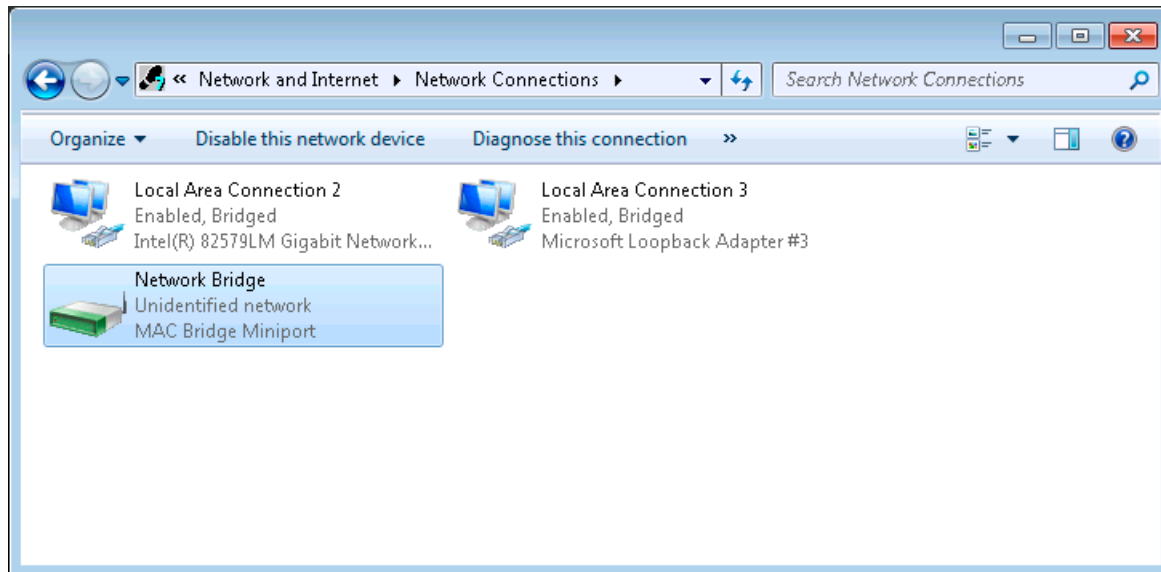 « Network and Internet ▸ Network Connections ▸
Search Network Connections
Organize Disable this network device Diagnose this connection »
Local Area Connection 2
Enabled, Bridged
Intel(R) 82579LM Gigabit Network...
Local Area Connection 3
Enabled, Bridged
Microsoft Loopback Adapter #3
Network Bridge
Unidentified network
MAC Bridge Miniport